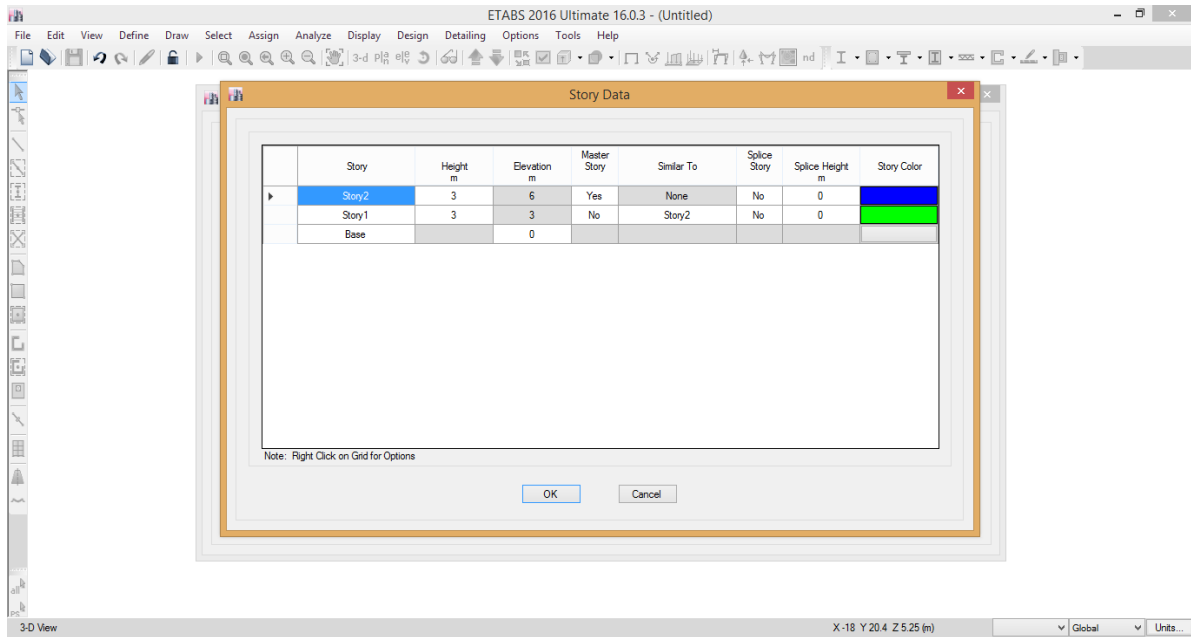 ETABS 2016 Ultimate 16.0.3 - (Untitled)
File Edit View Define Draw Select Assign Analyze Display Design Detailing Options Tools Help
3-d nd
Story Data
Story Height m Elevation m Master Story Similar To Splice Story Splice Height m Story Color
Story2 3 6 Yes None No 0
Story1 3 3 No Story2 No 0
Base 0
Note: Right Click on Grid for Options
OK Cancel
all
ps
3-D View X -18 Y 20.4 Z 5.25 (m) Global Units...